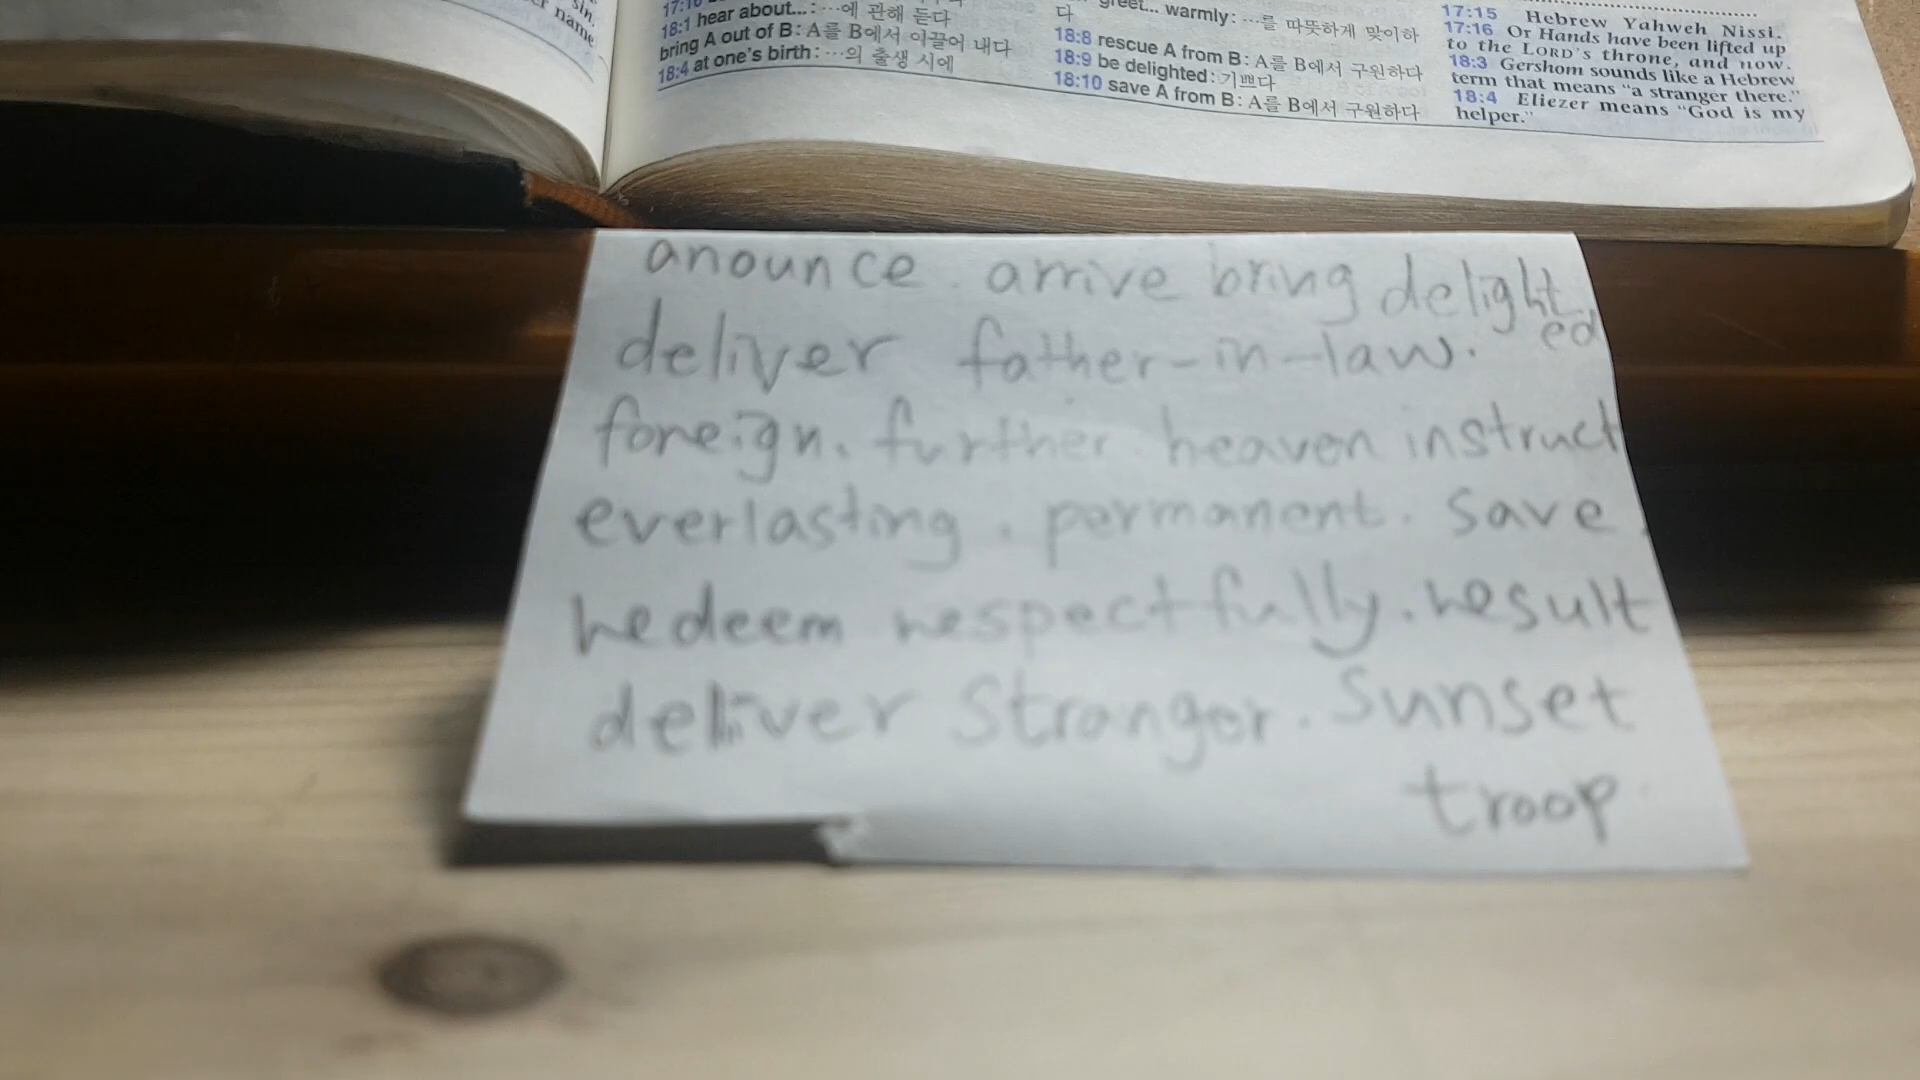 sin.
er name
17:16
18:1 hear about...: …에 관해 듣다
bring A out of B: A를 B에서 이끌어 내다
18:4 at one's birth: …의 출생 시에
greet... warmly: …를 따뜻하게 맞이하
다
18:8 rescue A from B: A를 B에서 구원하다
18:9 be delighted: 기쁘다
18:10 save A from B: A를 B에서 구원하다
17:15 Hebrew Yahweh Nissi.
17:16 Or Hands have been lifted up
to the LORD's throne, and now.
18:3 Gershom sounds like a Hebrew
term that means "a stranger there."
18:4 Eliezer means "God is my
helper."
anounce. arrive bring delight
ed
deliver father-in-law.
foreign. further. heaven instruct
everlasting. permanent. save.
redeem respectfully. result
deliver Stranger. Sunset
troop